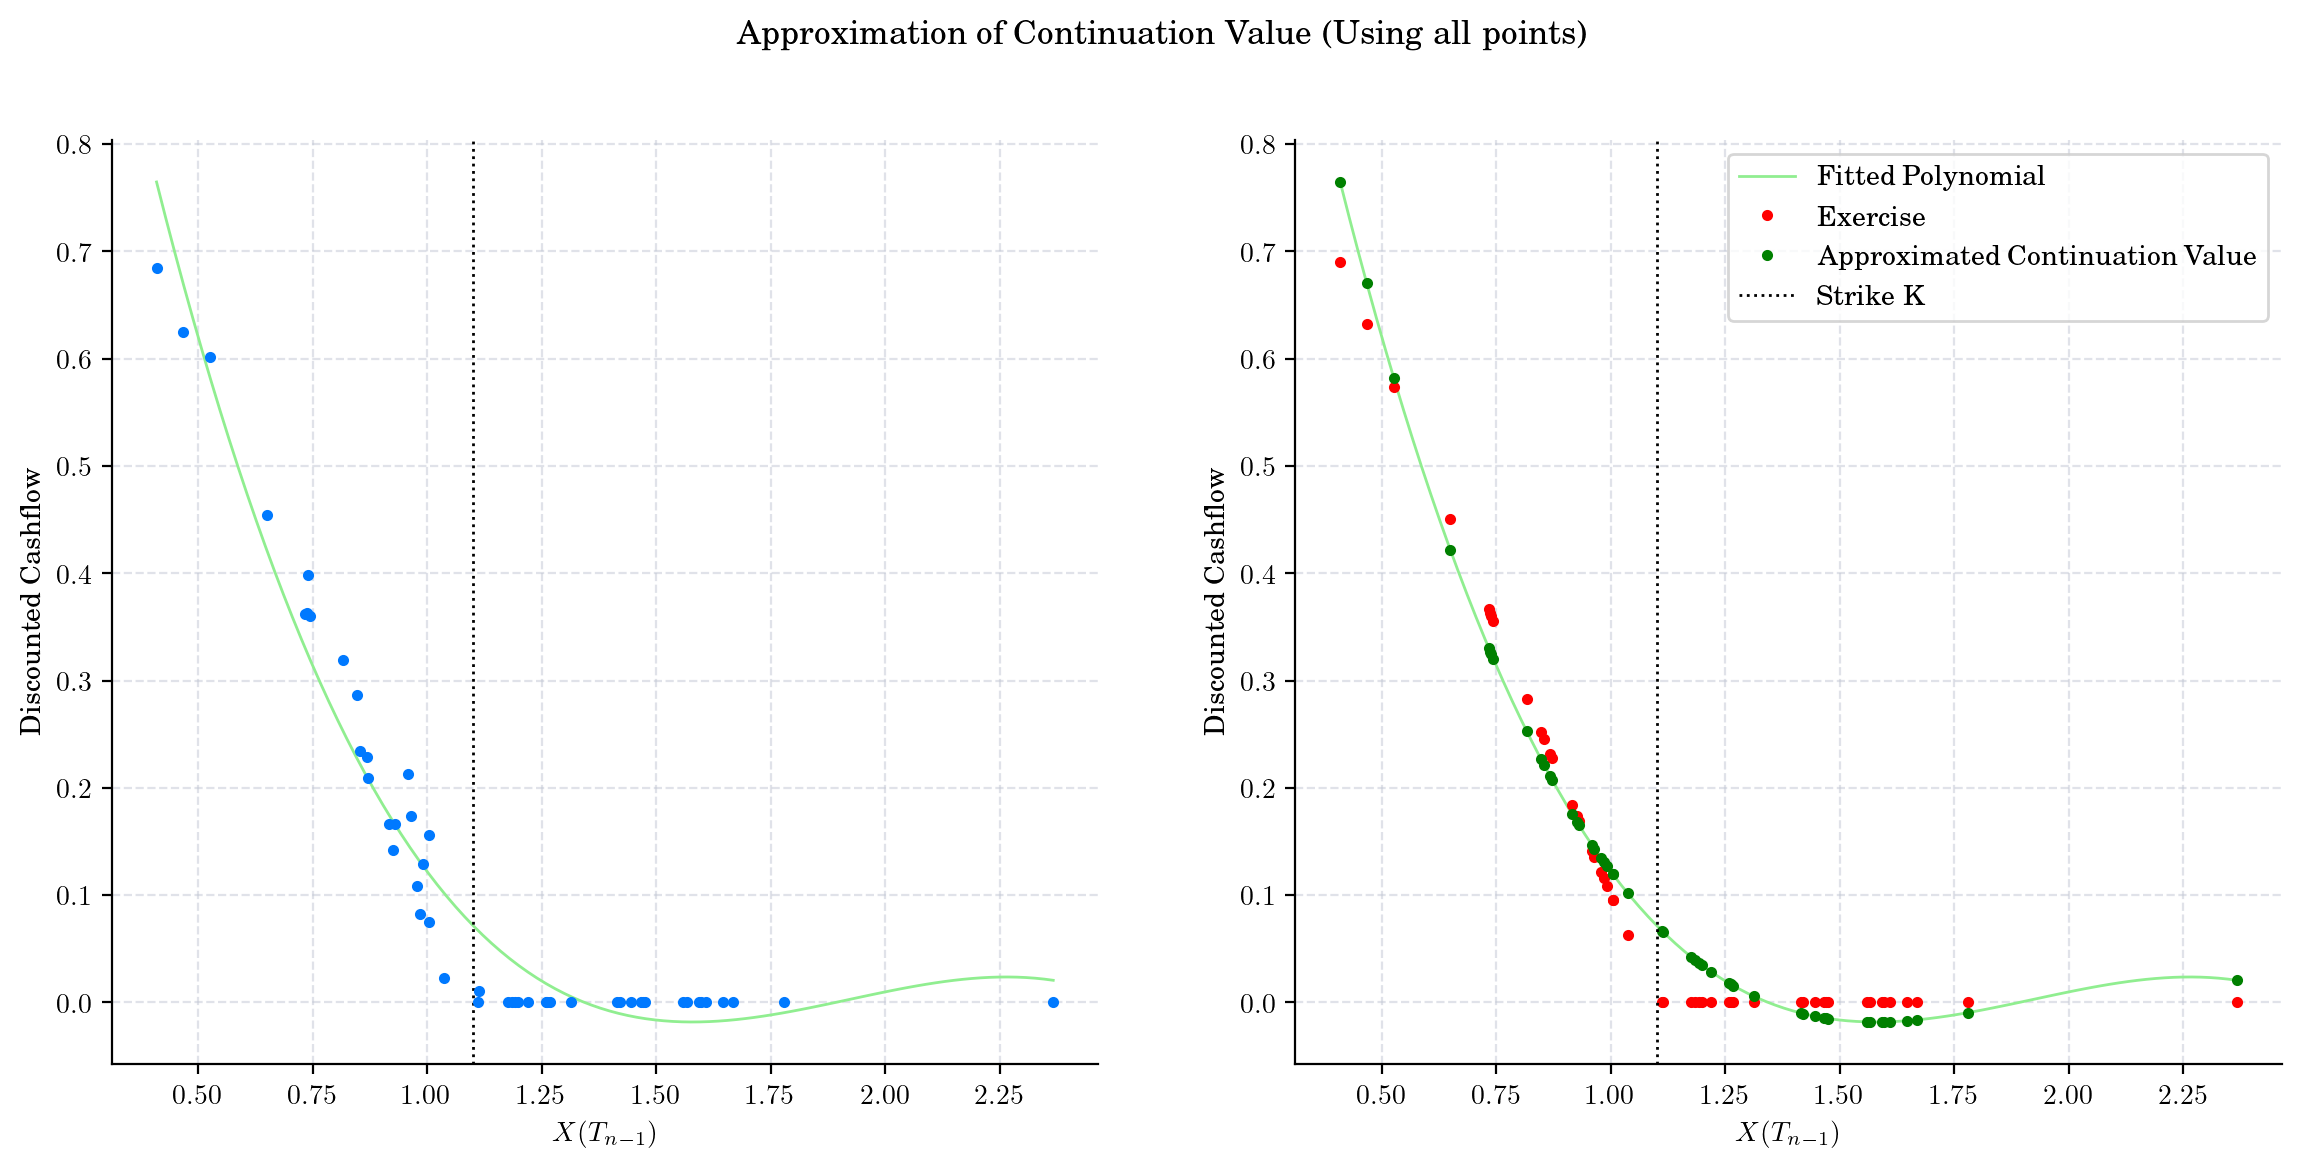 Approximation of Continuation Value (Using all points)
Discounted Cashflow
0.8
0.7
0.6
0.5
0.4
0.3
0.2
0.1
0.0
0.50 0.75 1.00 1.25 1.50 1.75 2.00 2.25
X(Tₙ₋₁)
Discounted Cashflow
0.8
0.7
0.6
0.5
0.4
0.3
0.2
0.1
0.0
Fitted Polynomial
Exercise
Approximated Continuation Value
Strike K
0.50 0.75 1.00 1.25 1.50 1.75 2.00 2.25
X(Tₙ₋₁)